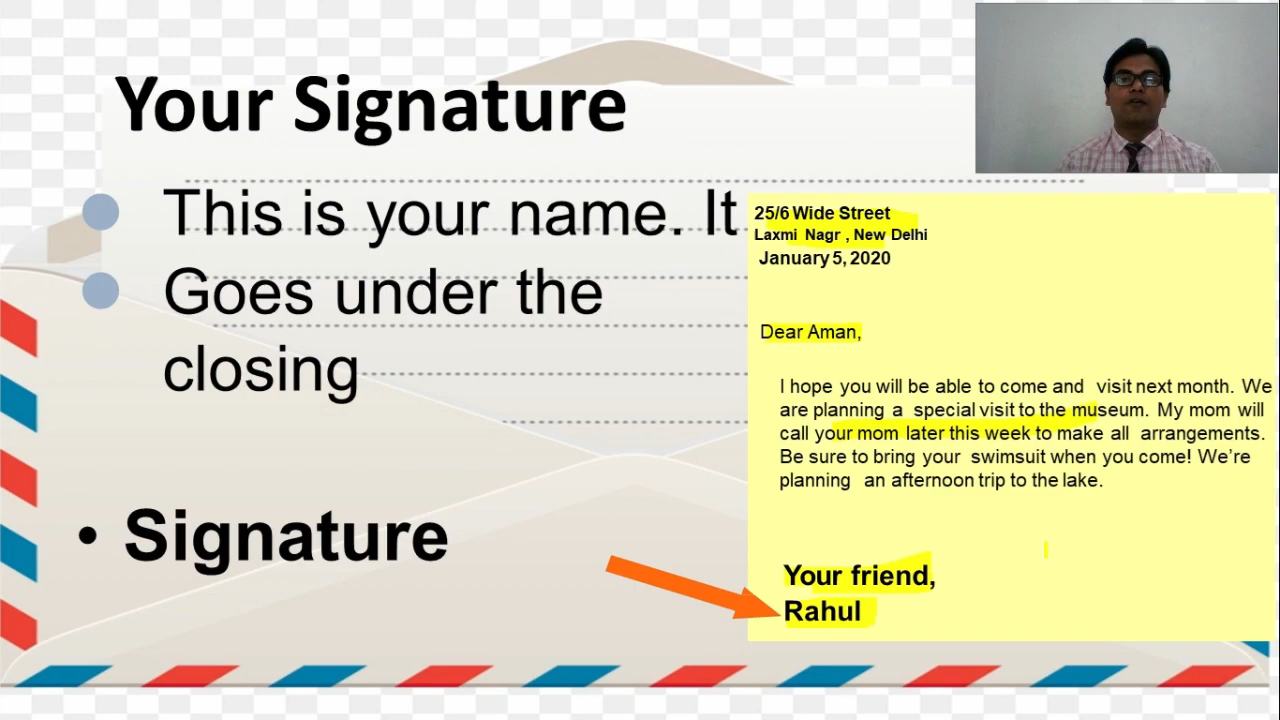 Your Signature
This is your name. It
Goes under the
closing
• Signature
25/6 Wide Street
Laxmi Nagr , New Delhi
January 5, 2020
Dear Aman,
I hope you will be able to come and visit next month. We
are planning a special visit to the museum. My mom will
call your mom later this week to make all arrangements.
Be sure to bring your swimsuit when you come! We’re
planning an afternoon trip to the lake.
Your friend,
Rahul